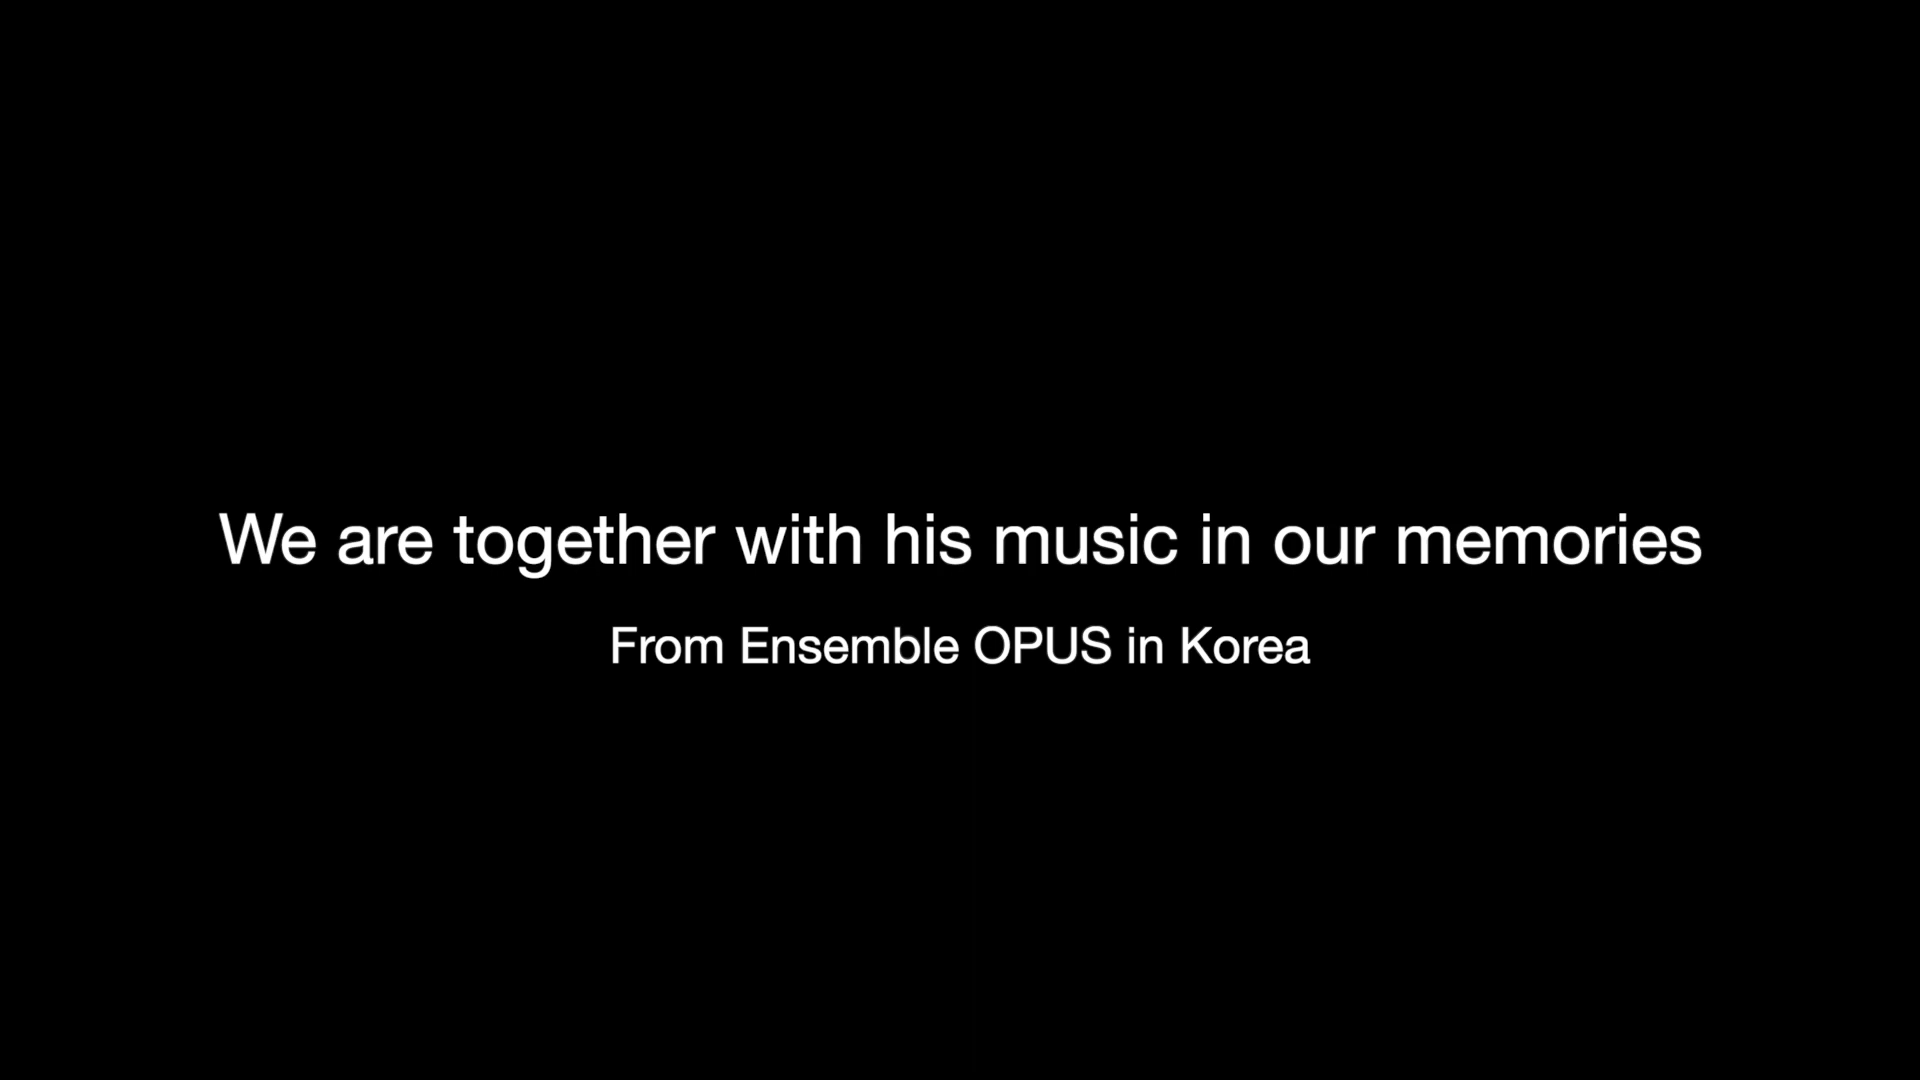 We are together with his music in our memories
From Ensemble OPUS in Korea